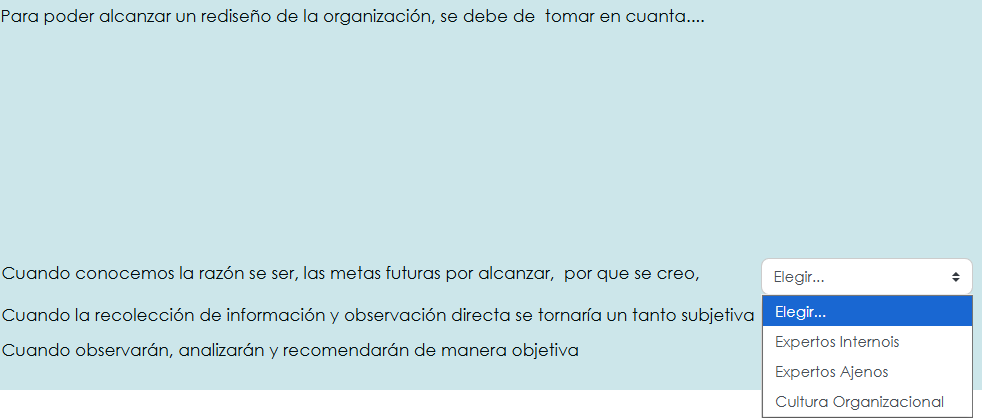 Para poder alcanzar un rediseño de la organización, se debe de  tomar en cuanta....
Cuando conocemos la razón se ser, las metas futuras por alcanzar,  por que se creo,
Elegir...
Cuando la recolección de información y observación directa se tornaría un tanto subjetiva
Elegir...
Expertos Internois
Cuando observarán, analizarán y recomendarán de manera objetiva
Expertos Ajenos
Cultura Organizacional